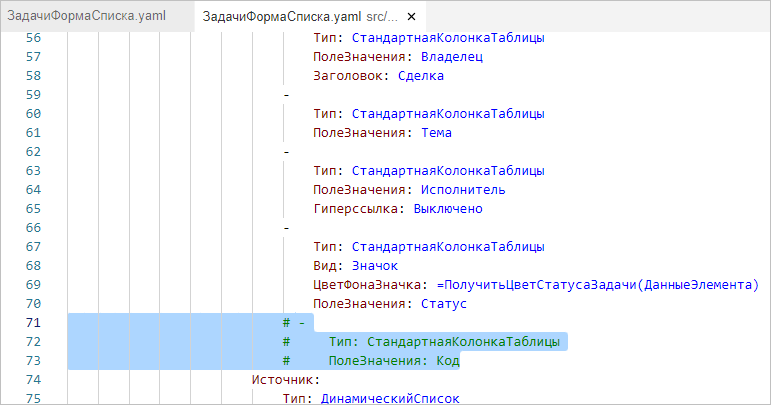 ЗадачиФормаСписка.yaml ЗадачиФормаСписка.yaml src/... ×
56 Тип: СтандартнаяКолонкаТаблицы
57 ПолеЗначения: Владелец
58 Заголовок: Сделка
59 -
60 Тип: СтандартнаяКолонкаТаблицы
61 ПолеЗначения: Тема
62 -
63 Тип: СтандартнаяКолонкаТаблицы
64 ПолеЗначения: Исполнитель
65 Гиперссылка: Выключено
66 -
67 Тип: СтандартнаяКолонкаТаблицы
68 Вид: Значок
69 ЦветФонаЗначка: =ПолучитьЦветСтатусаЗадачи(ДанныеЭлемента)
70 ПолеЗначения: Статус
71 # -
72 # Тип: СтандартнаяКолонкаТаблицы
73 # ПолеЗначения: Код
74 Источник:
75 Тип: ДинамическийСписок